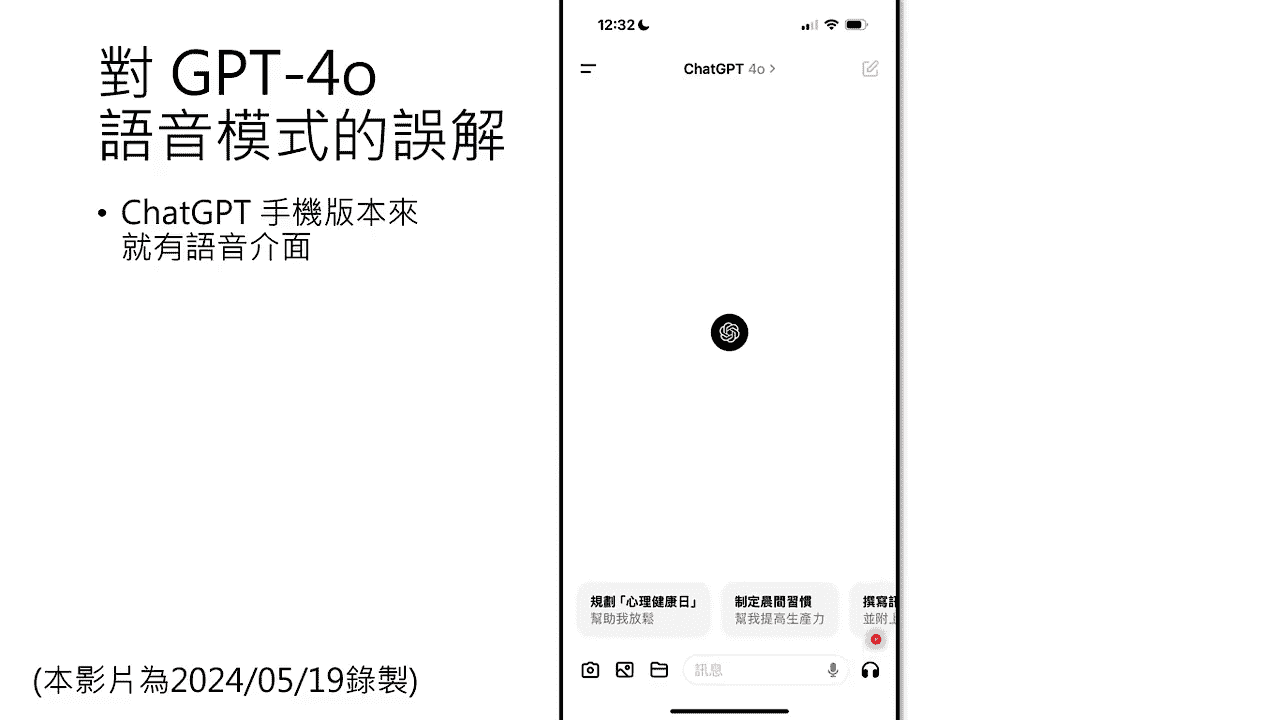 對 GPT-4o
語音模式的誤解
• ChatGPT 手機版本來
就有語音介面
(本影片為2024/05/19錄製)
12:32
ChatGPT 4o >
規劃「心理健康日」
幫助我放鬆
制定晨間習慣
幫我提高生產力
撰寫
並附
訊息